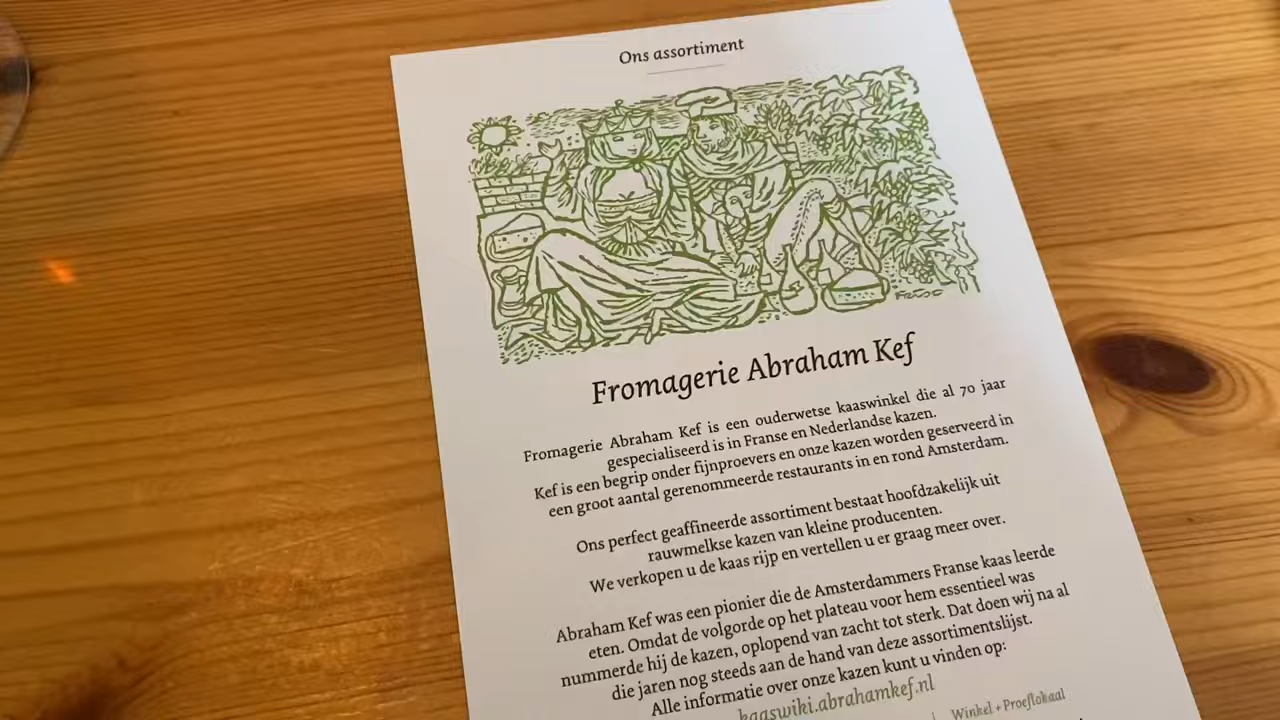 Ons assortiment
FRISO
Fromagerie Abraham Kef
Fromagerie Abraham Kef is een ouderwetse kaaswinkel die al 70 jaar
gespecialiseerd is in Franse en Nederlandse kazen.
Kef is een begrip onder fijnproevers en onze kazen worden geserveerd in
een groot aantal gerenommeerde restaurants in en rond Amsterdam.
Ons perfect geaffineerde assortiment bestaat hoofdzakelijk uit
rauwmelkse kazen van kleine producenten.
We verkopen u de kaas rijp en vertellen u er graag meer over.
Abraham Kef was een pionier die de Amsterdammers Franse kaas leerde
eten. Omdat de volgorde op het plateau voor hem essentieel was
nummerde hij de kazen, oplopend van zacht tot sterk. Dat doen wij na al
die jaren nog steeds aan de hand van deze assortimentslijst.
Alle informatie over onze kazen kunt u vinden op:
kaaswiki.abrahamkef.nl
Winkel + Proeflokaal